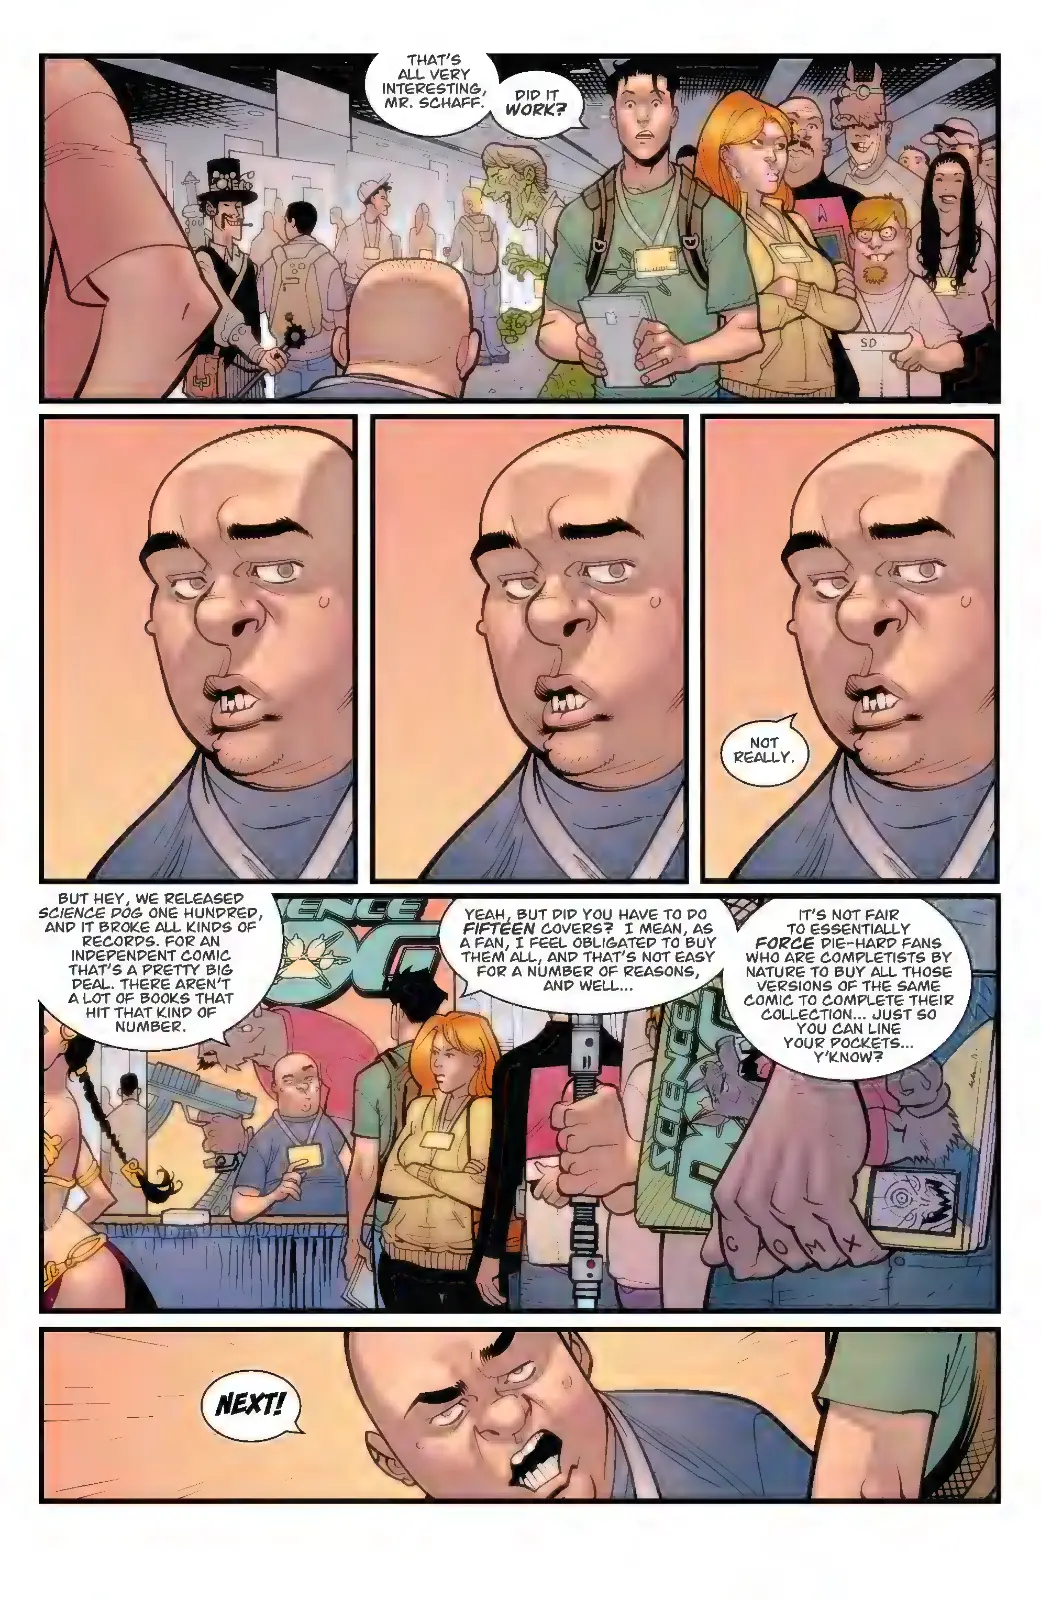 THAT'S
ALL VERY
INTERESTING,
MR. SCHAFF.
DID IT
WORK?
SD
NOT
REALLY.
BUT HEY, WE RELEASED
SCIENCE DOG ONE HUNDRED,
AND IT BROKE ALL KINDS OF
RECORDS. FOR AN
INDEPENDENT COMIC
THAT'S A PRETTY BIG
DEAL. THERE AREN'T
A LOT OF BOOKS THAT
HIT THAT KIND OF
NUMBER.
IENCE
YEAH, BUT DID YOU HAVE TO DO
FIFTEEN COVERS? I MEAN, AS
A FAN, I FEEL OBLIGATED TO BUY
THEM ALL, AND THAT'S NOT EASY
FOR A NUMBER OF REASONS,
AND WELL...
IT'S NOT FAIR
TO ESSENTIALLY
FORCE DIE-HARD FANS
WHO ARE COMPLETISTS BY
NATURE TO BUY ALL THOSE
VERSIONS OF THE SAME
COMIC TO COMPLETE THEIR
COLLECTION... JUST SO
YOU CAN LINE
YOUR POCKETS...
Y'KNOW?
SCIENCE
COMX
NEXT!